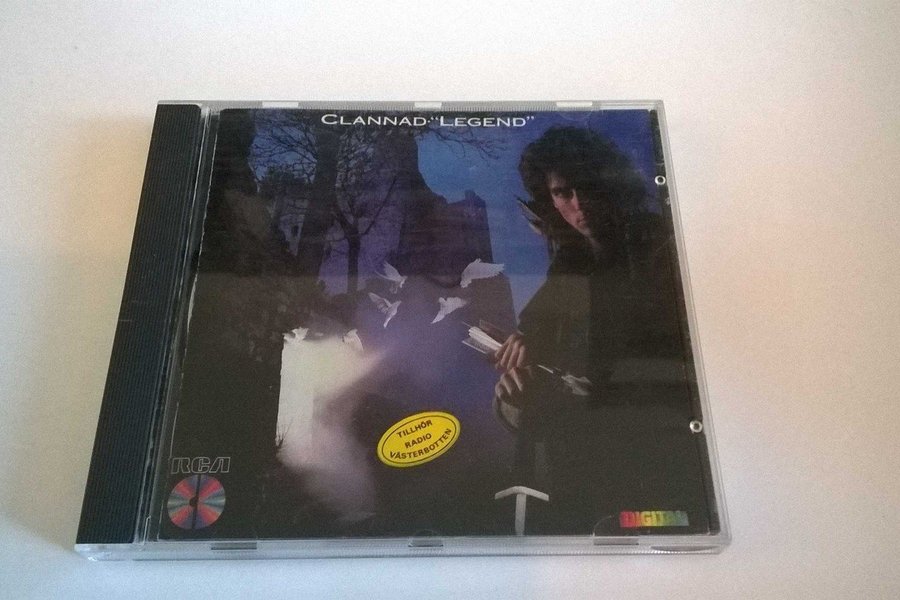 CLANNAD·"LEGEND"
TILLHÖR
RADIO
VÄSTERBOTTEN
RCA
DIGITAL